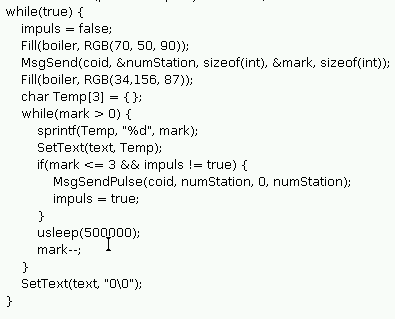 while(true) {
impuls = false;
Fill(boiler, RGB(70, 50, 90));
MsgSend(coid, &numStation, sizeof(int), &mark, sizeof(int));
Fill(boiler, RGB(34,156, 87));
char Temp[3] = {};
while(mark > 0) {
sprintf(Temp, "%d", mark);
SetText(text, Temp);
if(mark <= 3 && impuls != true) {
MsgSendPulse(coid, numStation, 0, numStation);
impuls = true;
}
usleep(500000);
mark--;
}
SetText(text, "0\0");
}